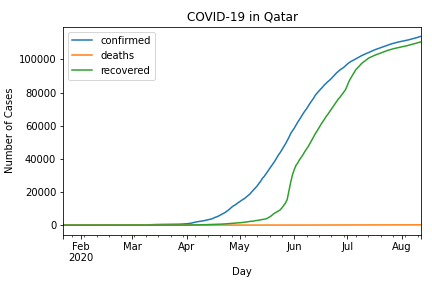 COVID-19 in Qatar
confirmed
deaths
recovered
Number of Cases
100000
80000
60000
40000
20000
0
Feb Mar Apr May Jun Jul Aug
2020
Day